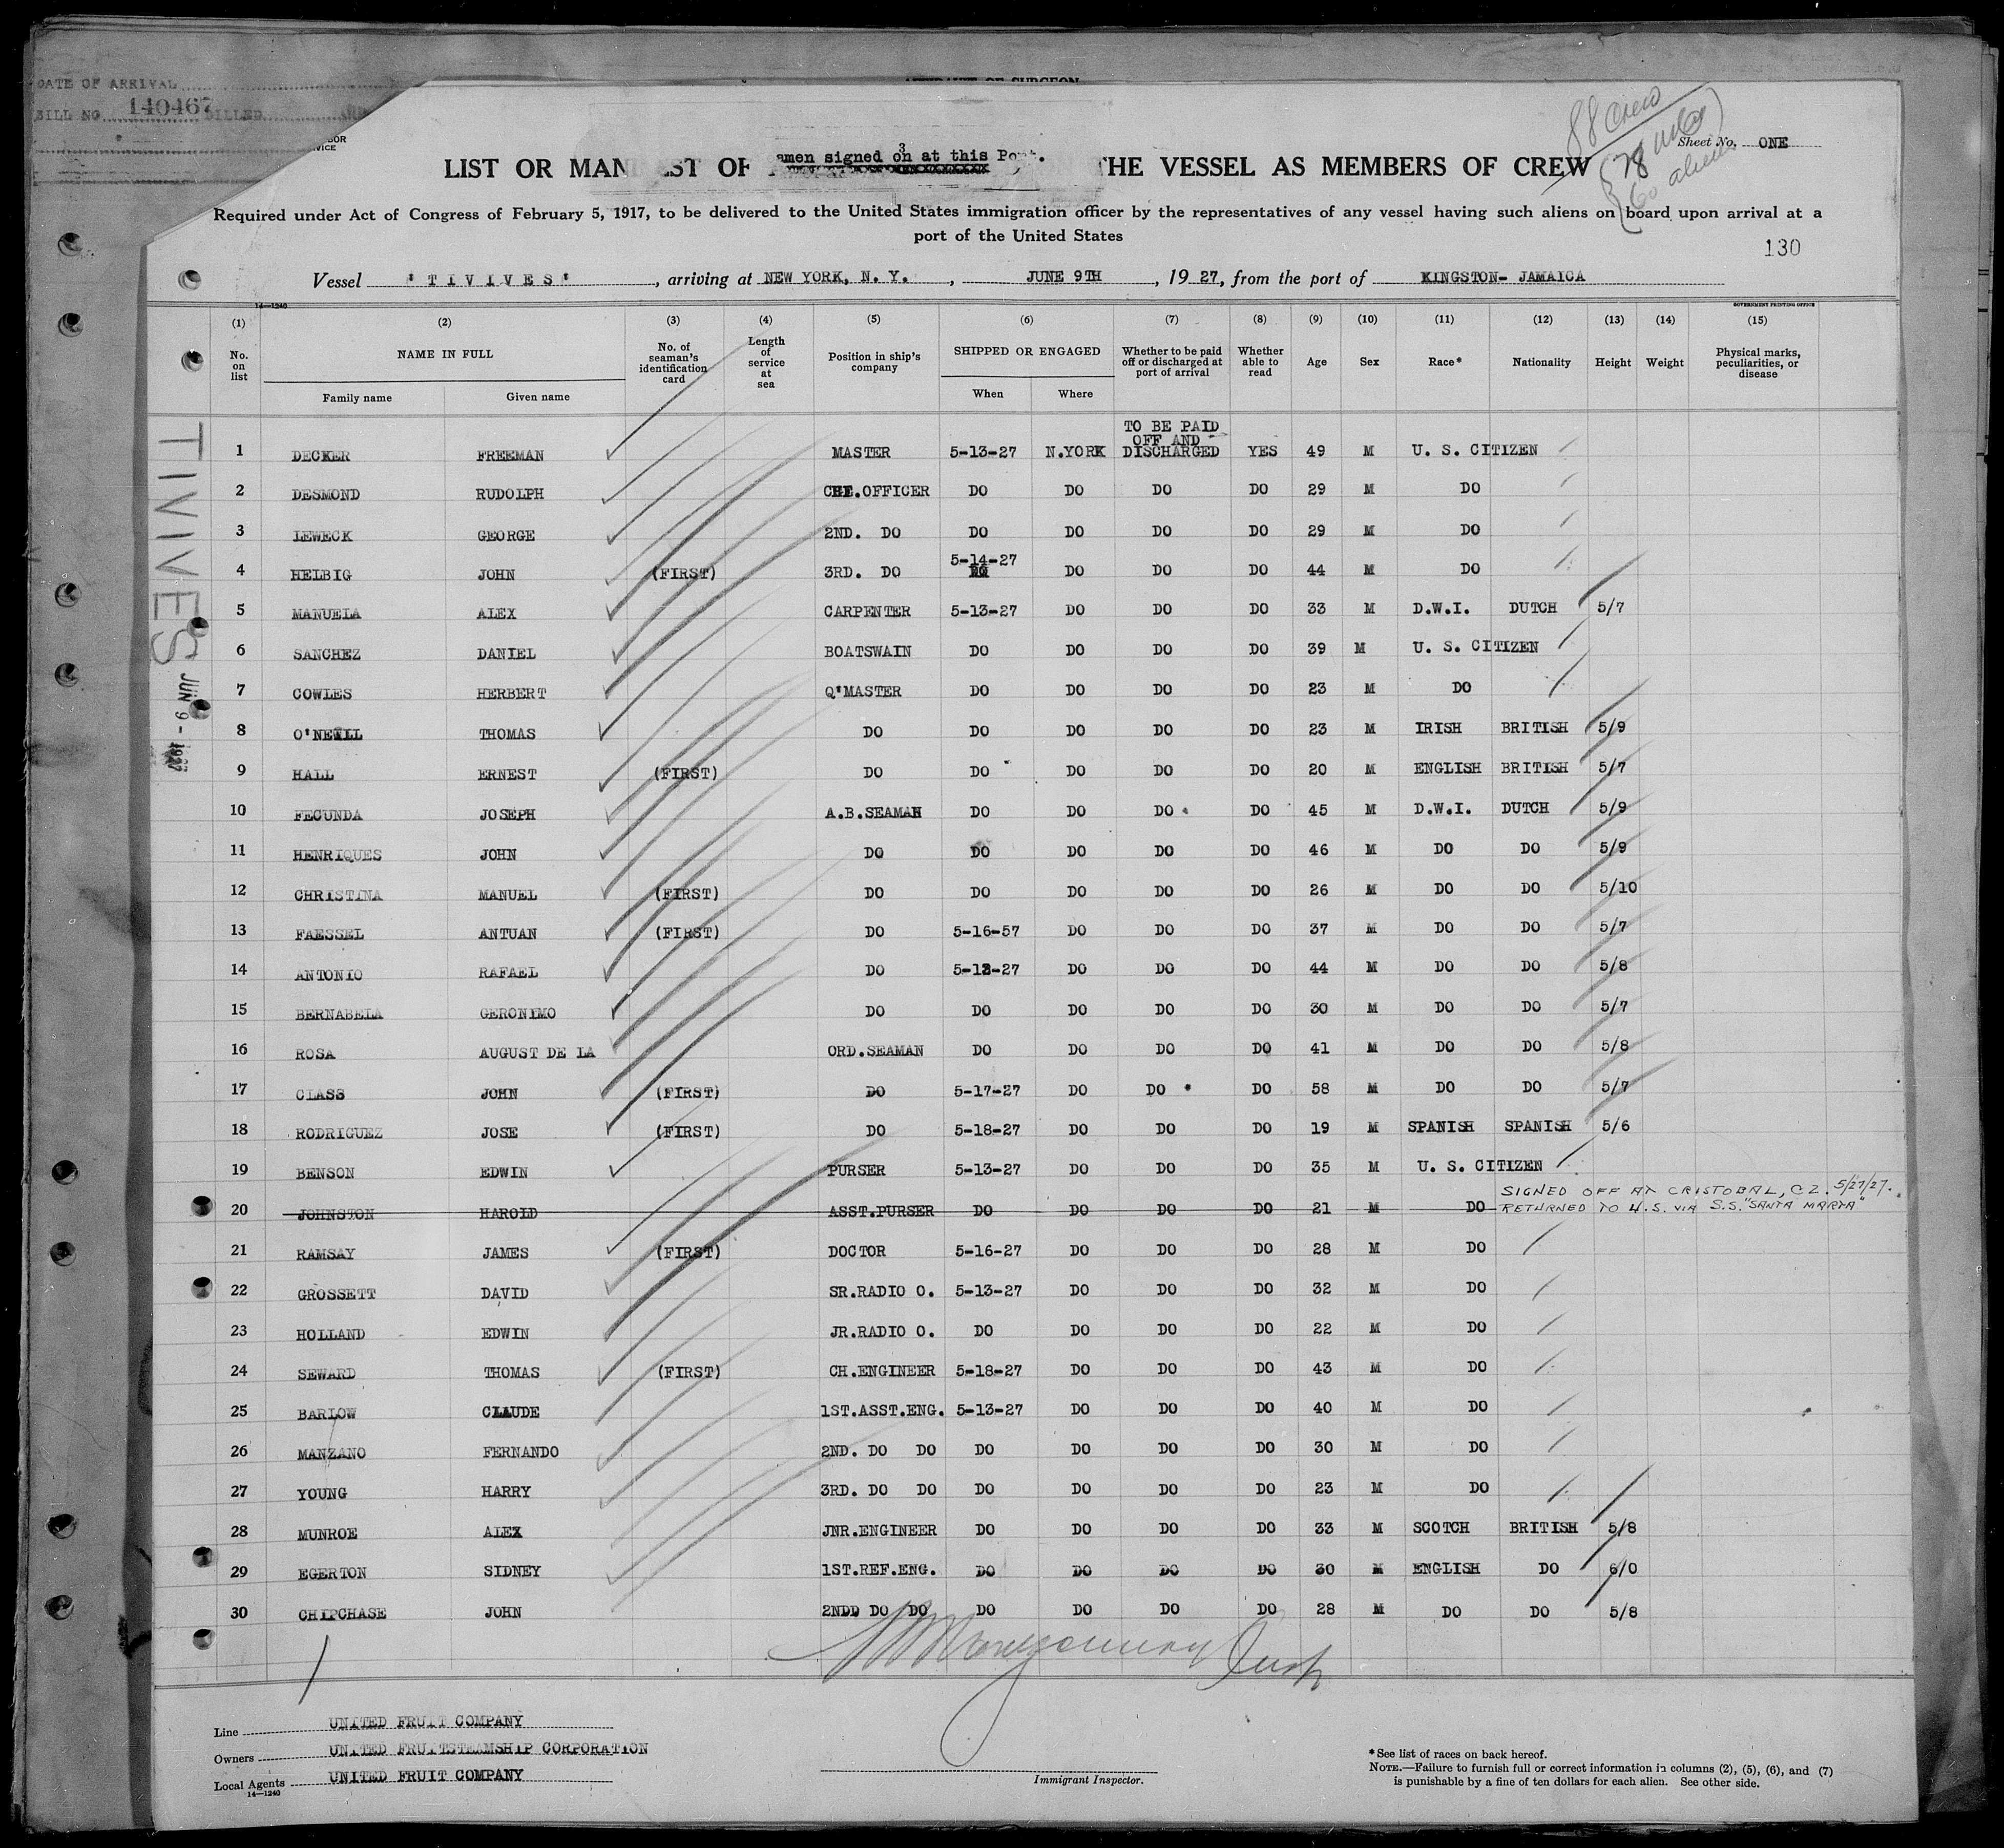 DATE OF ARRIVAL
BILL NO. 140467 BILLED
LIST OR MANIFEST OF Seamen signed on at this Port. THE VESSEL AS MEMBERS OF CREW
3
88 Crew
78
Sheet No. ONE
Required under Act of Congress of February 5, 1917, to be delivered to the United States immigration officer by the representatives of any vessel having such aliens on board upon arrival at a
port of the United States
130
Vessel "TIVIVES", arriving at NEW YORK, N. Y., JUNE 9TH, 1927, from the port of KINGSTON- JAMAICA
14—1240 GOVERNMENT PRINTING OFFICE
(1) (2) (3) (4) (5) (6) (7) (8) (9) (10) (11) (12) (13) (14) (15)
No. on list NAME IN FULL No. of seaman's identification card Length of service at sea Position in ship's company SHIPPED OR ENGAGED Whether to be paid off or discharged at port of arrival Whether able to read Age Sex Race* Nationality Height Weight Physical marks, peculiarities, or disease
Family name Given name When Where
TIVIVES
JUN 9 - 1927
1 DECKER FREEMAN MASTER 5-13-27 N.YORK TO BE PAID OFF AND DISCHARGED YES 49 M U. S. CITIZEN
2 DESMOND RUDOLPH CHF.OFFICER DO DO DO DO 29 M DO
3 LEWECK GEORGE 2ND. DO DO DO DO DO 29 M DO
4 HELBIG JOHN (FIRST) 3RD. DO 5-14-27 DO DO DO DO 44 M DO
5 MANUELA ALEX CARPENTER 5-13-27 DO DO DO 33 M D.W.I. DUTCH 5/7
6 SANCHEZ DANIEL BOATSWAIN DO DO DO DO 39 M U. S. CITIZEN
7 COWLES HERBERT Q'MASTER DO DO DO DO 23 M DO
8 O'NEILL THOMAS DO DO DO DO DO 23 M IRISH BRITISH 5/9
9 HALL ERNEST (FIRST) DO DO DO DO DO 20 M ENGLISH BRITISH 5/7
10 FECUNDA JOSEPH A.B.SEAMAN DO DO DO DO 45 M D.W.I. DUTCH 5/9
11 HENRIQUES JOHN DO DO DO DO DO 46 M DO DO 5/9
12 CHRISTINA MANUEL (FIRST) DO DO DO DO DO 26 M DO DO 5/10
13 FAESSEL ANTUAN (FIRST) DO 5-16-57 DO DO DO 37 M DO DO 5/7
14 ANTONIO RAFAEL DO 5-13-27 DO DO DO 44 M DO DO 5/8
15 BERNABELA GERONIMO DO DO DO DO DO 30 M DO DO 5/7
16 ROSA AUGUST DE LA ORD.SEAMAN DO DO DO DO 41 M DO DO 5/8
17 CLASS JOHN (FIRST) DO 5-17-27 DO DO DO 58 M DO DO 5/7
18 RODRIGUEZ JOSE (FIRST) DO 5-18-27 DO DO DO 19 M SPANISH SPANISH 5/6
19 BENSON EDWIN PURSER 5-13-27 DO DO DO 35 M U. S. CITIZEN
SIGNED OFF AT CRISTOBAL, C Z. 5/27/27.
20 JOHNSTON HAROLD ASST.PURSER DO DO DO DO 21 M DO RETURNED TO U.S. VIA S.S. "SANTA MARTA"
21 RAMSAY JAMES (FIRST) DOCTOR 5-16-27 DO DO DO 28 M DO
22 GROSSETT DAVID SR.RADIO O. 5-13-27 DO DO DO 32 M DO
23 HOLLAND EDWIN JR.RADIO O. DO DO DO DO 22 M DO
24 SEWARD THOMAS (FIRST) CH.ENGINEER 5-18-27 DO DO DO 43 M DO
25 BARLOW CLAUDE 1ST.ASST.ENG. 5-13-27 DO DO DO 40 M DO
26 MANZANO FERNANDO 2ND. DO DO DO DO DO DO 30 M DO
27 YOUNG HARRY 3RD. DO DO DO DO DO DO 23 M DO
28 MUNROE ALEX JNR.ENGINEER DO DO DO DO 33 M SCOTCH BRITISH 5/8
29 EGERTON SIDNEY 1ST.REF.ENG. DO DO DO DO 30 M ENGLISH DO 6/0
30 CHIPCHASE JOHN 2NDD DO DO DO DO DO DO 28 M DO DO 5/8
Montgomery
Line UNITED FRUIT COMPANY
Owners UNITED FRUITSTEAMSHIP CORPORATION
Local Agents UNITED FRUIT COMPANY
14—1240
Immigrant Inspector.
*See list of races on back hereof.
NOTE.—Failure to furnish full or correct information in columns (2), (5), (6), and (7)
is punishable by a fine of ten dollars for each alien. See other side.